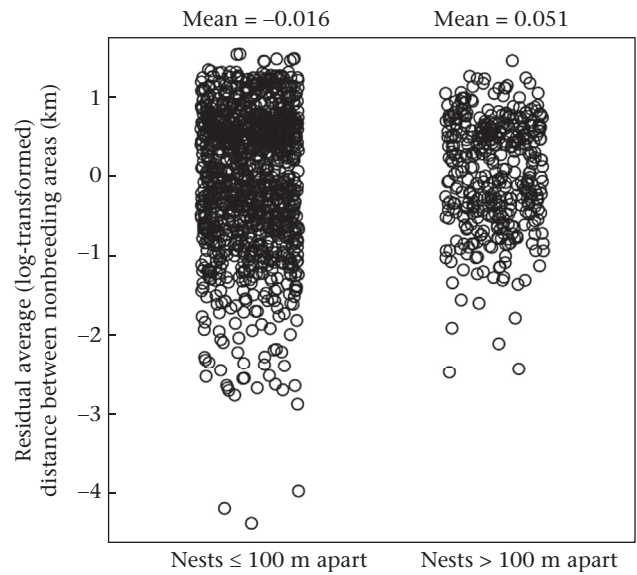 Mean = –0.016
Mean = 0.051
Residual average (log-transformed)
distance between nonbreeding areas (km)
1
0
–1
–2
–3
–4
Nests ≤ 100 m apart
Nests > 100 m apart